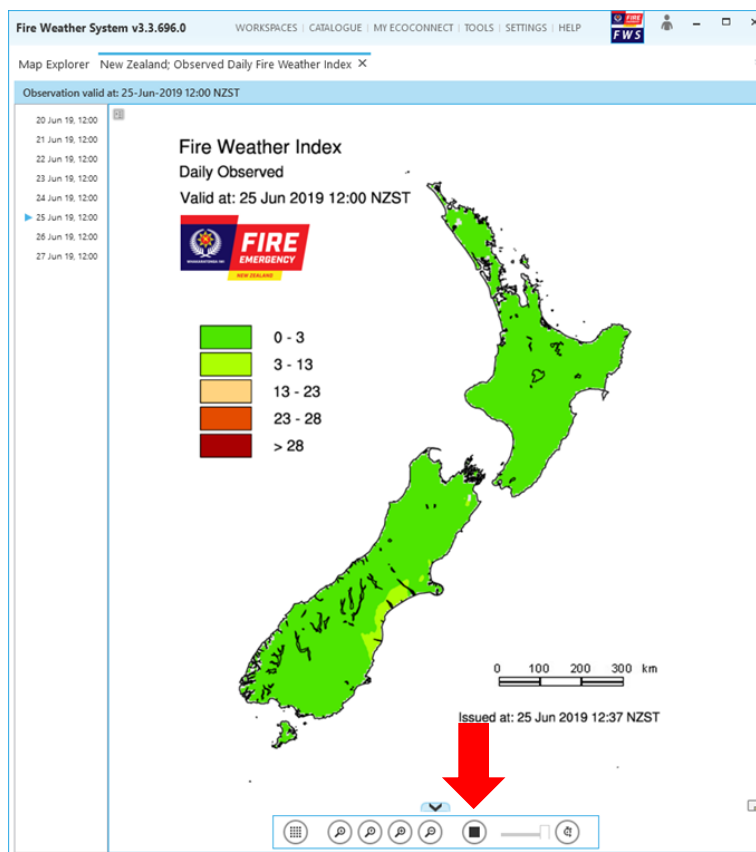 Fire Weather System v3.3.696.0
WORKSPACES | CATALOGUE | MY ECOCONNECT | TOOLS | SETTINGS | HELP
FIRE
FWS
Map Explorer New Zealand; Observed Daily Fire Weather Index
Observation valid at: 25-Jun-2019 12:00 NZST
20 Jun 19, 12:00
21 Jun 19, 12:00
22 Jun 19, 12:00
23 Jun 19, 12:00
24 Jun 19, 12:00
25 Jun 19, 12:00
26 Jun 19, 12:00
27 Jun 19, 12:00
Fire Weather Index
Daily Observed
Valid at: 25 Jun 2019 12:00 NZST
FIRE
EMERGENCY
NEW ZEALAND
0 - 3
3 - 13
13 - 23
23 - 28
> 28
0 100 200 300 km
Issued at: 25 Jun 2019 12:37 NZST